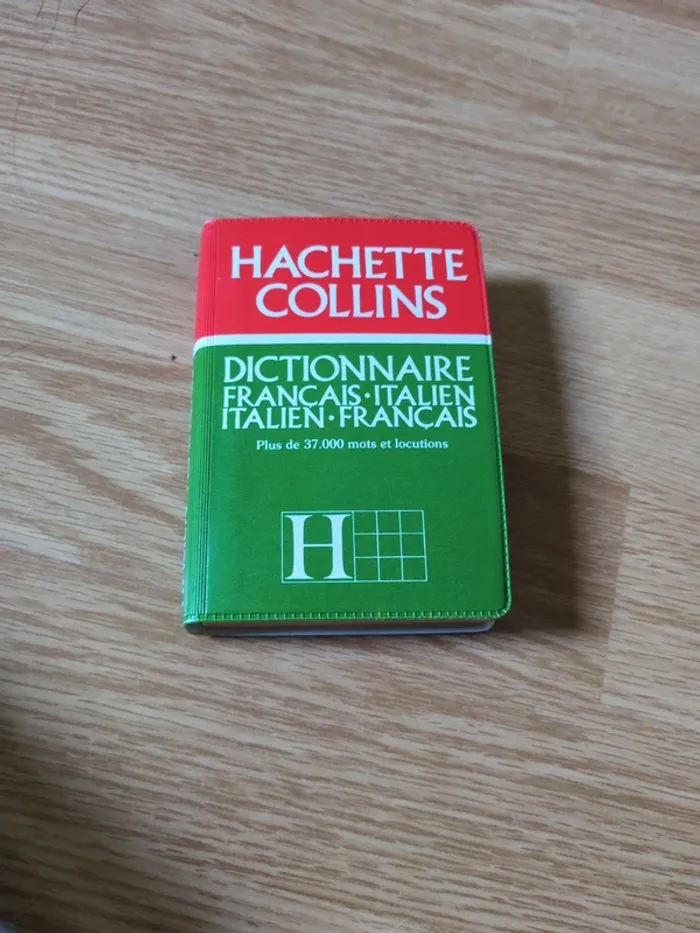 HACHETTE
COLLINS
DICTIONNAIRE
FRANÇAIS·ITALIEN
ITALIEN·FRANÇAIS
Plus de 37.000 mots et locutions
H